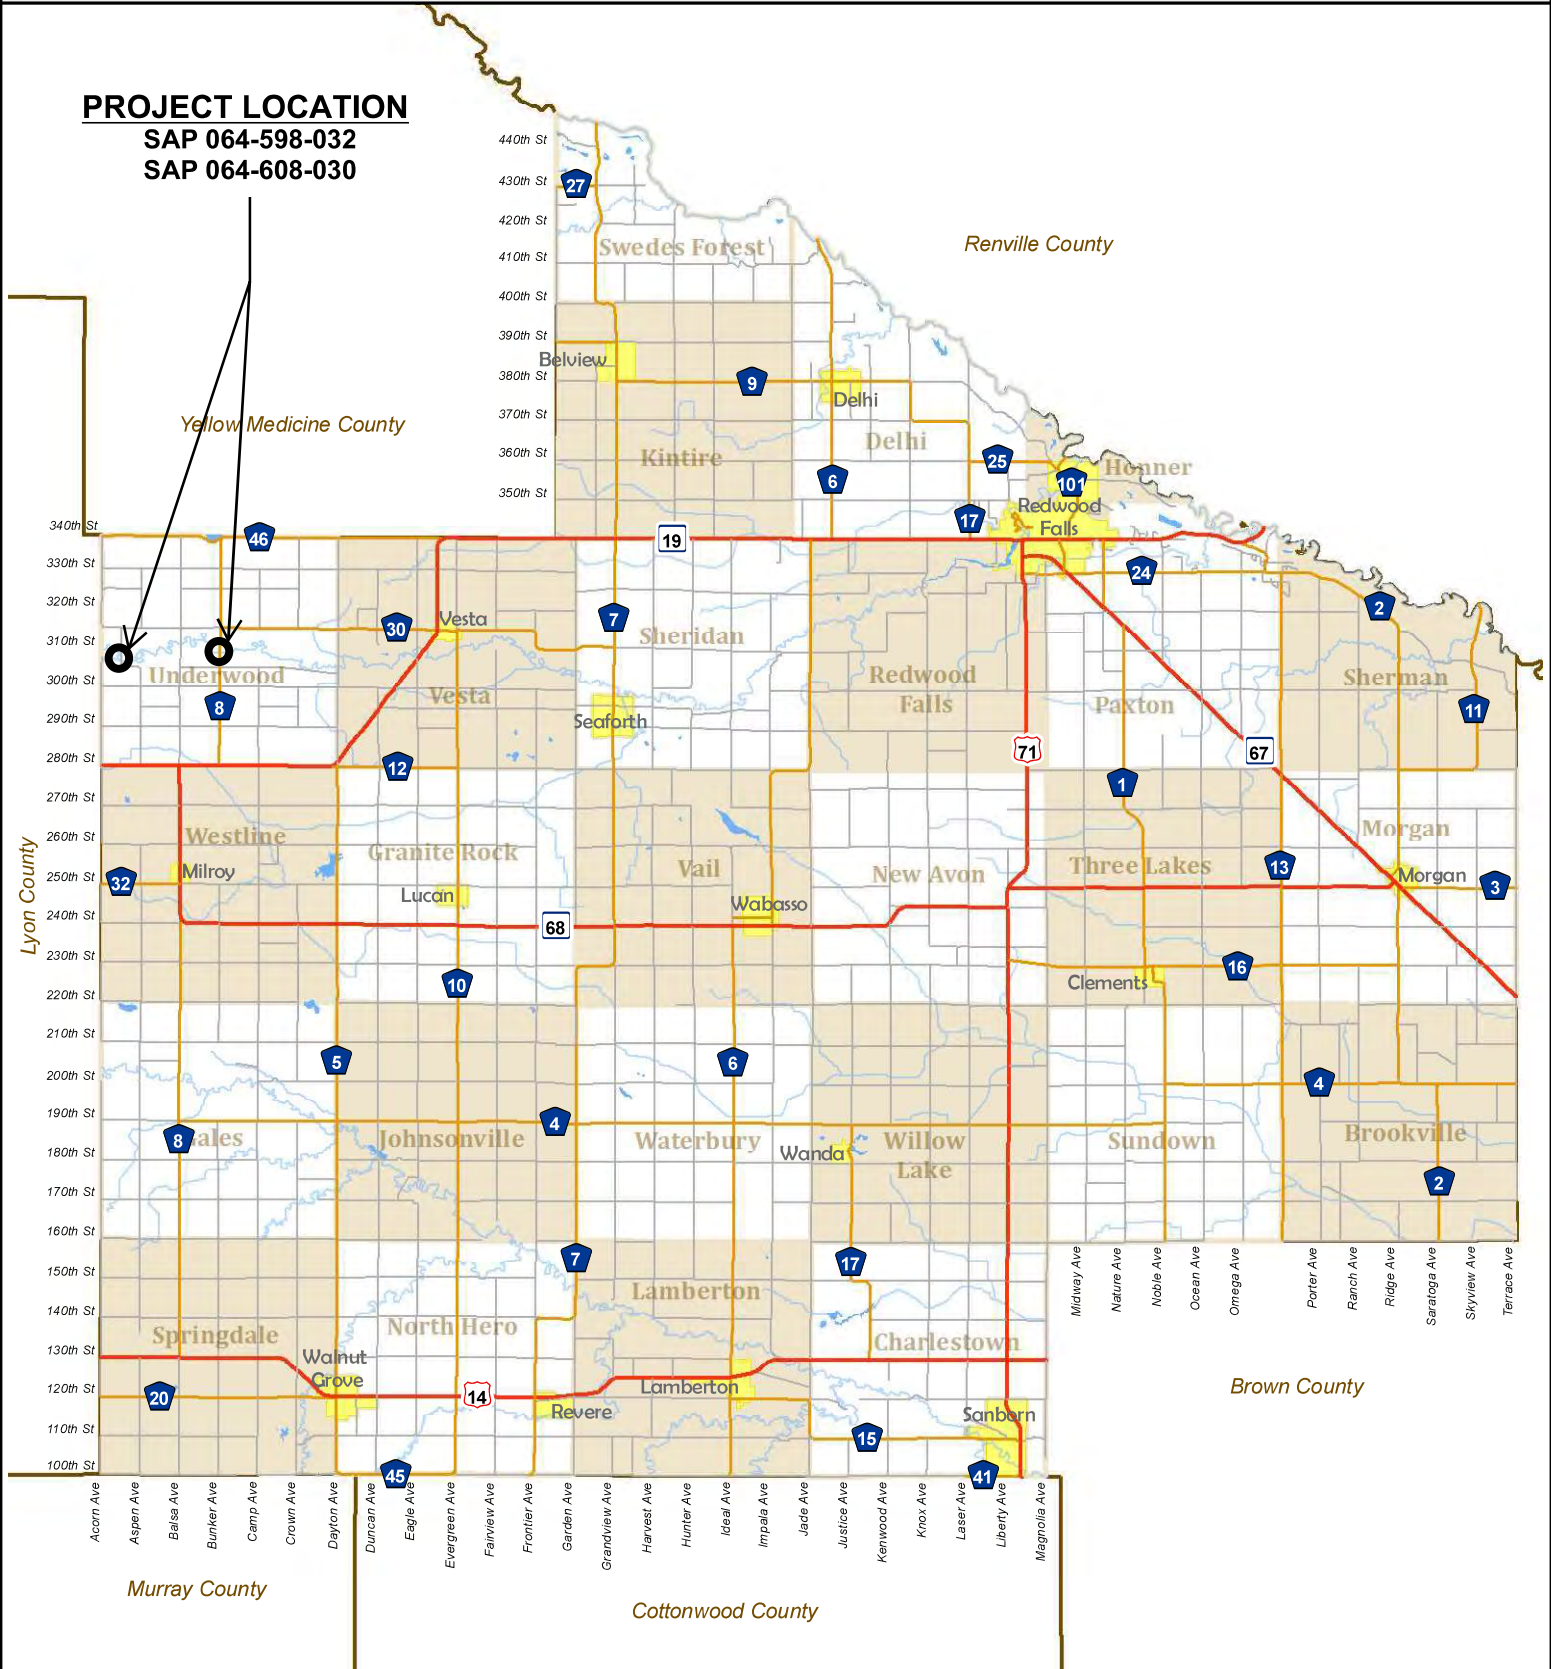 PROJECT LOCATION
SAP 064-598-032
SAP 064-608-030
440th St
430th St
27
420th St
Swedes Forest
410th St
Renville County
400th St
390th St
Belview
380th St
9
Delhi
370th St
Yellow Medicine County
Delhi
360th St
Kintire
25
Honner
6
101
350th St
Redwood
Falls
17
340th St
46
19
330th St
24
320th St
2
7
Vesta
30
Sheridan
310th St
Underwood
Redwood
Falls
Sherman
300th St
Vesta
Paxton
8
11
290th St
Seaforth
71
67
280th St
12
1
270th St
Westline
Morgan
260th St
Granite Rock
Vail
New Avon
Three Lakes
13
Milroy
Morgan
250th St
32
3
Lucan
Wabasso
240th St
68
Lyon County
230th St
16
Clements
10
220th St
210th St
5
6
200th St
4
190th St
4
8
Gales
Johnsonville
Waterbury
Willow
Lake
Sundown
Brookville
180th St
Wanda
2
170th St
160th St
7
17
150th St
Midway Ave
Nature Ave
Noble Ave
Ocean Ave
Omega Ave
Porter Ave
Ranch Ave
Ridge Ave
Saratoga Ave
Skyview Ave
Terrace Ave
Lamberton
140th St
Springdale
North Hero
Charlestown
130th St
Walnut
Grove
120th St
20
14
Lamberton
Brown County
Revere
Sanborn
110th St
15
100th St
45
41
Acorn Ave
Aspen Ave
Balsa Ave
Bunker Ave
Camp Ave
Crown Ave
Dayton Ave
Duncan Ave
Eagle Ave
Evergreen Ave
Fairview Ave
Frontier Ave
Garden Ave
Grandview Ave
Harvest Ave
Hunter Ave
Ideal Ave
Impala Ave
Jade Ave
Justice Ave
Kenwood Ave
Knox Ave
Laser Ave
Liberty Ave
Magnolia Ave
Murray County
Cottonwood County